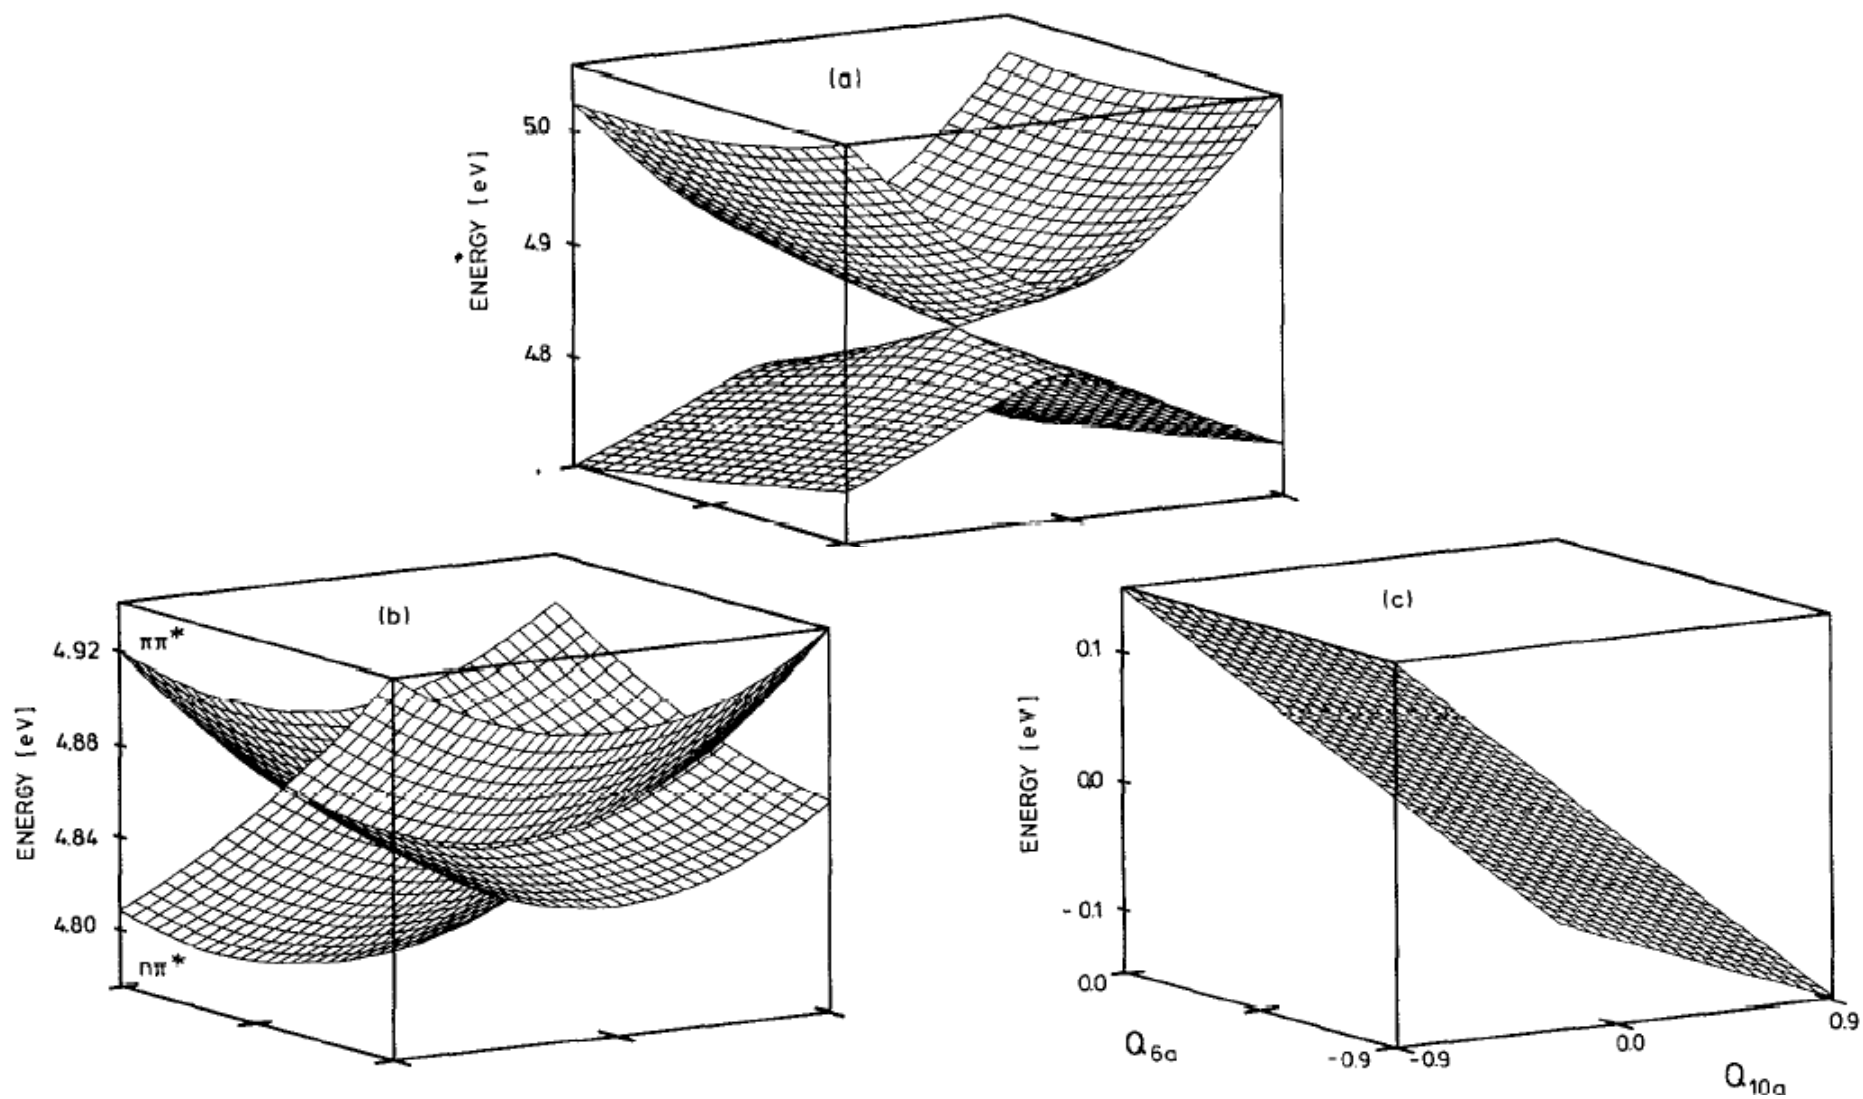 (a)
5.0
4.9
4.8
ENERGY [eV]
(b)
ππ*
4.92
4.88
4.84
4.80
ENERGY [eV]
nπ*
(c)
0.1
0.0
-0.1
ENERGY [eV]
0.0
Q6a
-0.9
-0.9
0.0
0.9
Q10a